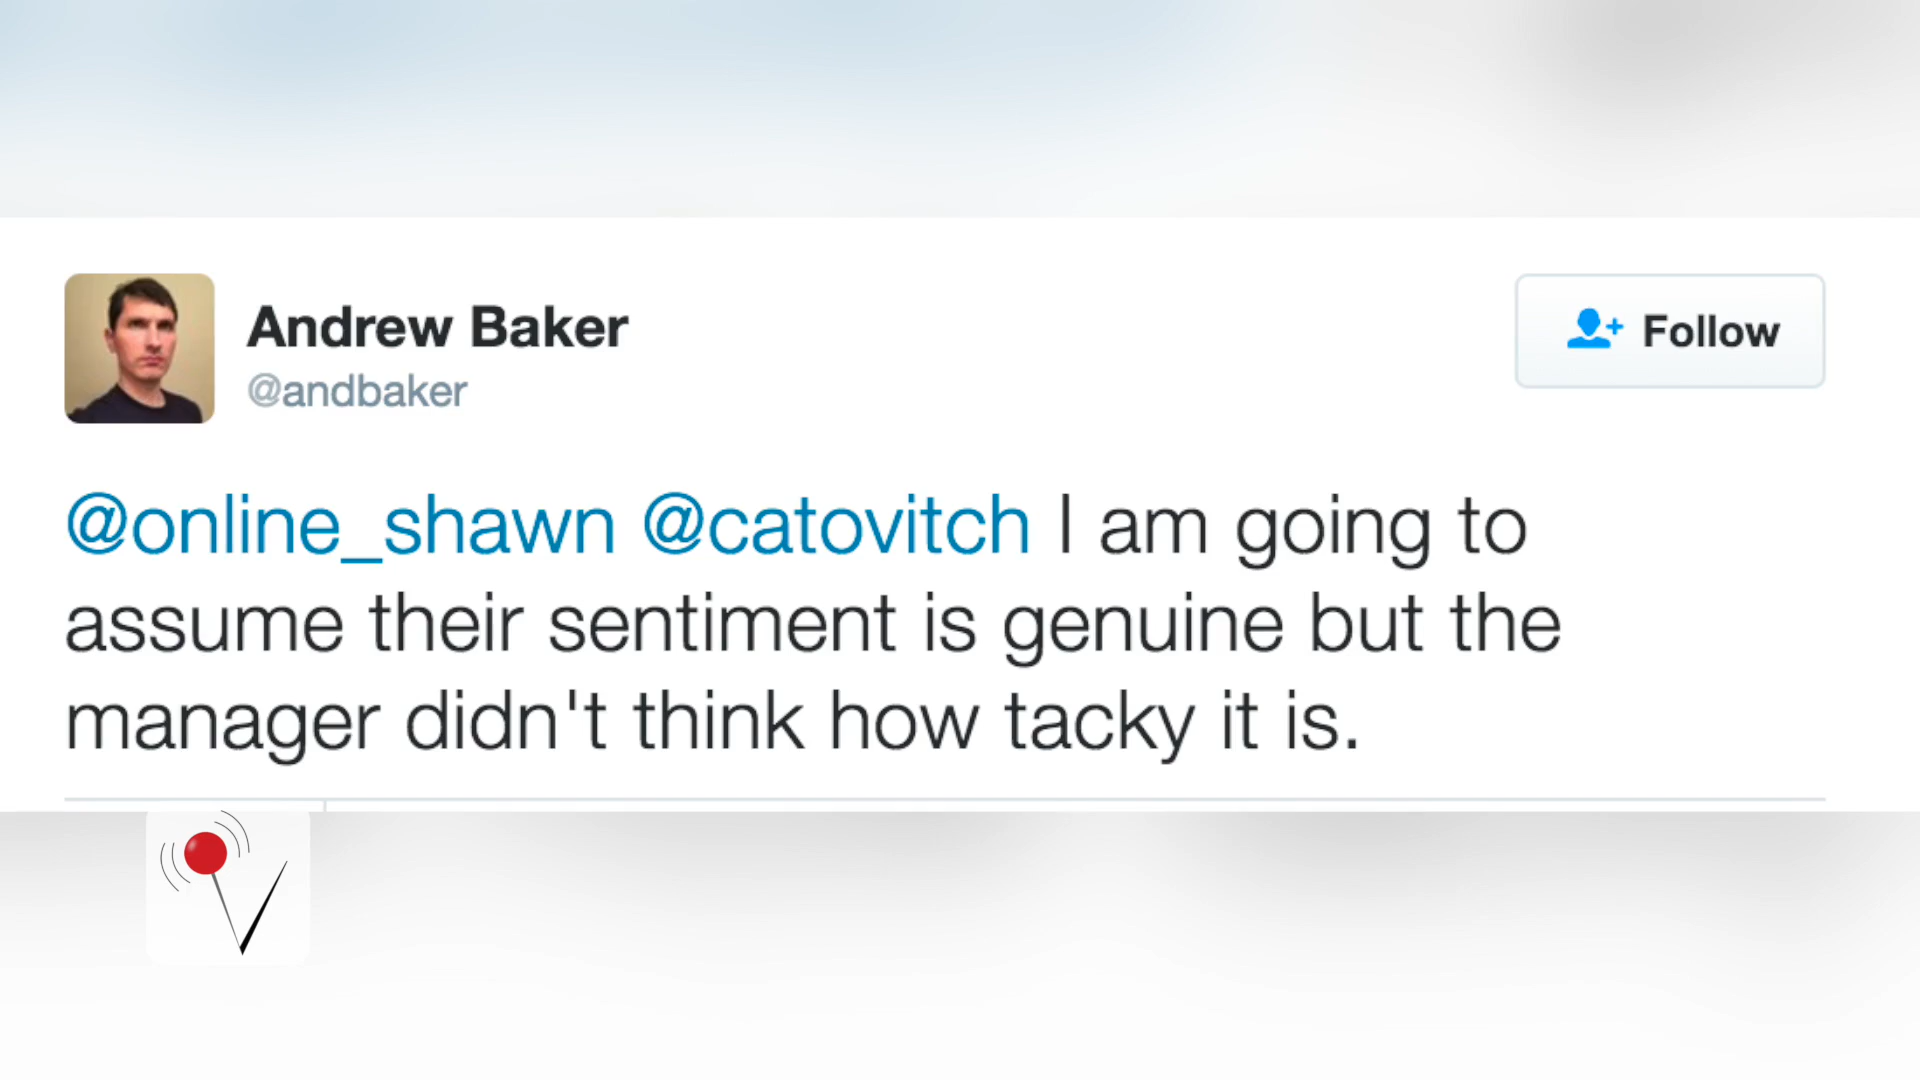 Andrew Baker
@andbaker
Follow
@online_shawn @catovitch I am going to
assume their sentiment is genuine but the
manager didn't think how tacky it is.